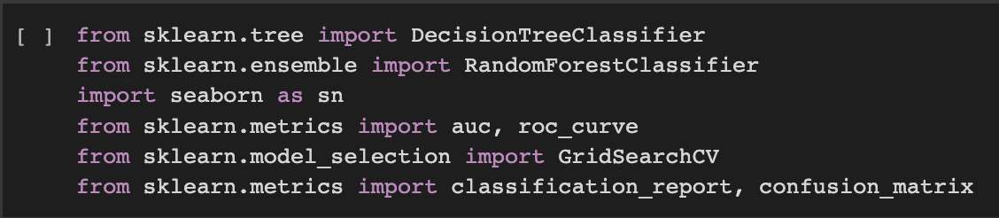 [ ] from sklearn.tree import DecisionTreeClassifier
from sklearn.ensemble import RandomForestClassifier
import seaborn as sn
from sklearn.metrics import auc, roc_curve
from sklearn.model_selection import GridSearchCV
from sklearn.metrics import classification_report, confusion_matrix